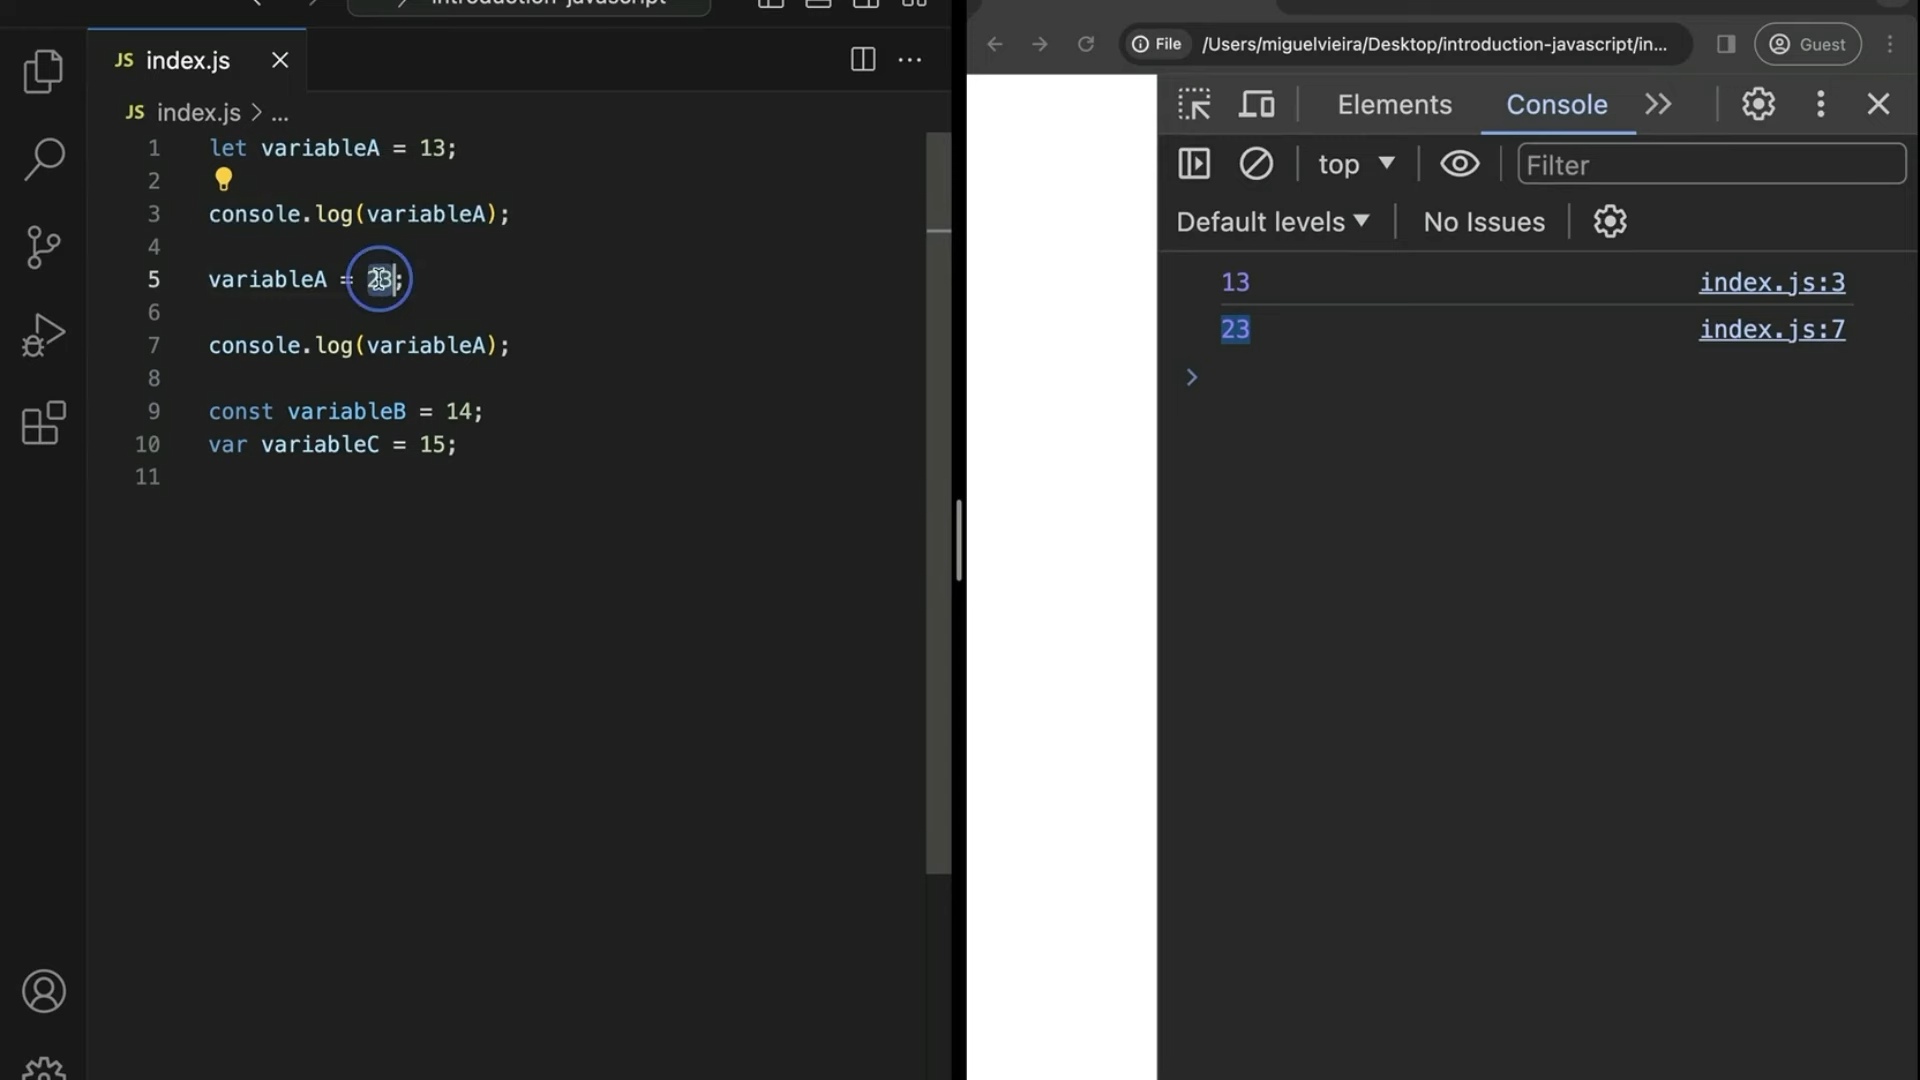 introduction-javascript
JS index.js
JS index.js > ...
1 let variableA = 13;
2
3 console.log(variableA);
4
5 variableA = 23;
6
7 console.log(variableA);
8
9 const variableB = 14;
10 var variableC = 15;
11
File /Users/miguelvieira/Desktop/introduction-javascript/in...
Guest
Elements Console
top Filter
Default levels No Issues
13 index.js:3
23 index.js:7